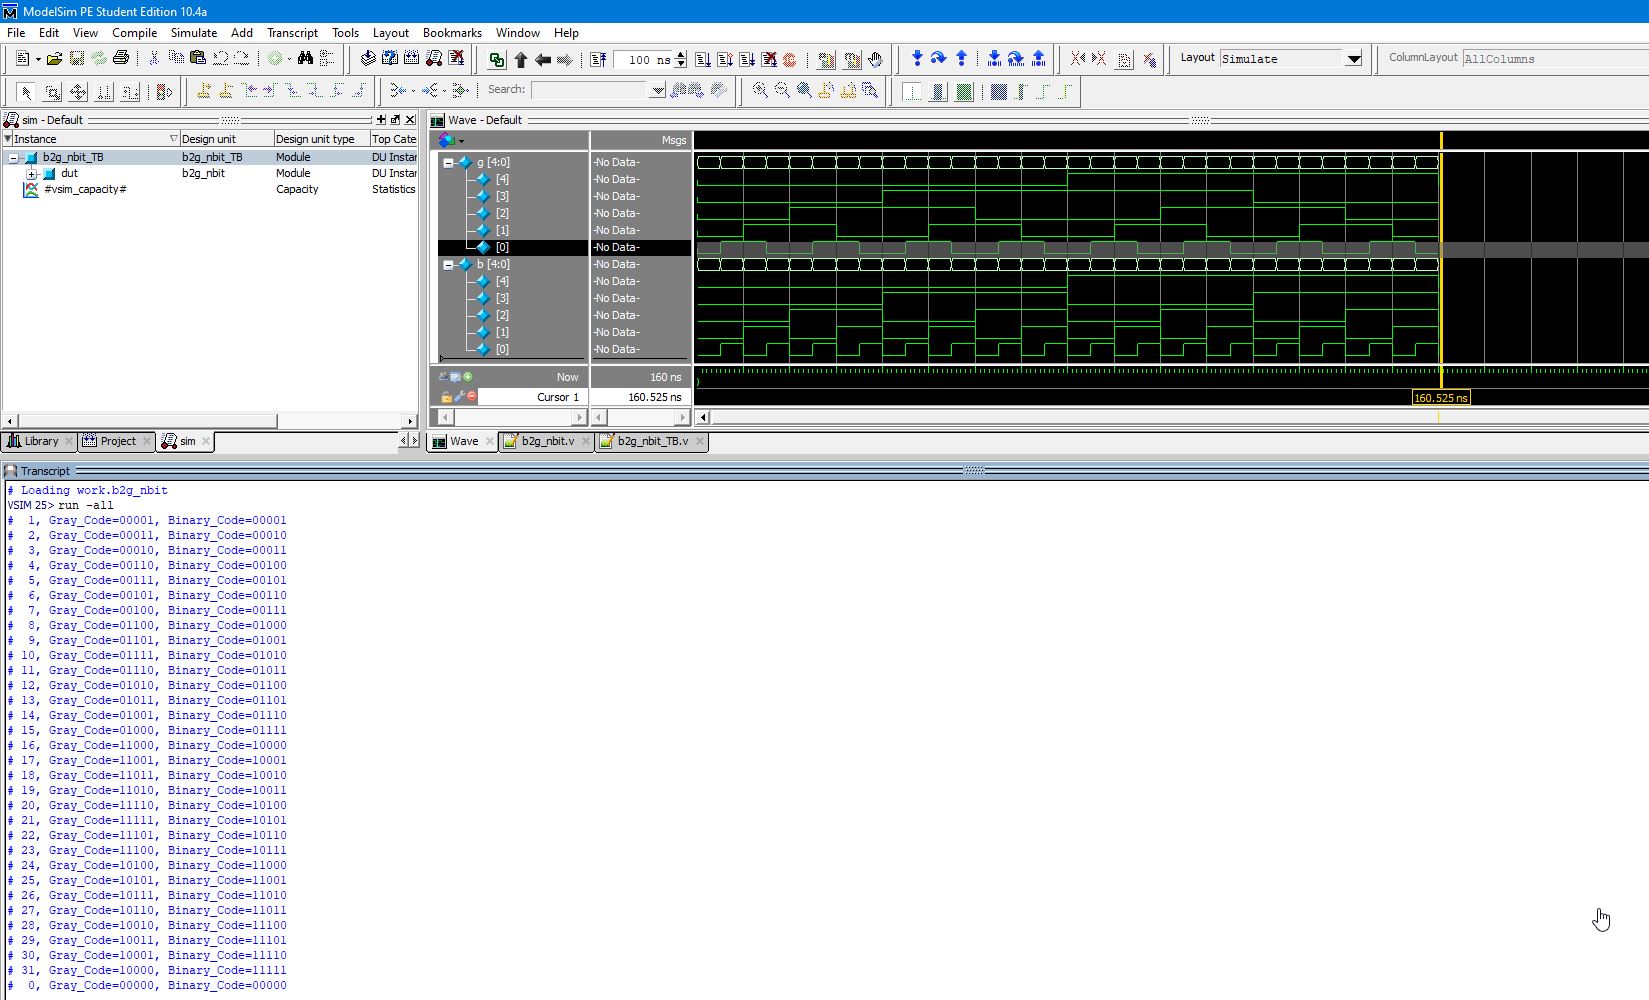 ModelSim PE Student Edition 10.4a
File Edit View Compile Simulate Add Transcript Tools Layout Bookmarks Window Help
100 ns
Layout Simulate
ColumnLayout AllColumns
Search:
sim - Default
Instance Design unit Design unit type Top Cate
b2g_nbit_TB b2g_nbit_TB Module DU Instar
dut b2g_nbit Module DU Instar
#vsim_capacity# Capacity Statistics
Library Project sim
Wave - Default
Msgs
g [4:0] -No Data-
[4] -No Data-
[3] -No Data-
[2] -No Data-
[1] -No Data-
[0] -No Data-
b [4:0] -No Data-
[4] -No Data-
[3] -No Data-
[2] -No Data-
[1] -No Data-
[0] -No Data-
Now 160 ns
Cursor 1 160.525 ns
160.525 ns
Wave b2g_nbit.v b2g_nbit_TB.v
Transcript
# Loading work.b2g_nbit
VSIM 25> run -all
#  1, Gray_Code=00001, Binary_Code=00001
#  2, Gray_Code=00011, Binary_Code=00010
#  3, Gray_Code=00010, Binary_Code=00011
#  4, Gray_Code=00110, Binary_Code=00100
#  5, Gray_Code=00111, Binary_Code=00101
#  6, Gray_Code=00101, Binary_Code=00110
#  7, Gray_Code=00100, Binary_Code=00111
#  8, Gray_Code=01100, Binary_Code=01000
#  9, Gray_Code=01101, Binary_Code=01001
# 10, Gray_Code=01111, Binary_Code=01010
# 11, Gray_Code=01110, Binary_Code=01011
# 12, Gray_Code=01010, Binary_Code=01100
# 13, Gray_Code=01011, Binary_Code=01101
# 14, Gray_Code=01001, Binary_Code=01110
# 15, Gray_Code=01000, Binary_Code=01111
# 16, Gray_Code=11000, Binary_Code=10000
# 17, Gray_Code=11001, Binary_Code=10001
# 18, Gray_Code=11011, Binary_Code=10010
# 19, Gray_Code=11010, Binary_Code=10011
# 20, Gray_Code=11110, Binary_Code=10100
# 21, Gray_Code=11111, Binary_Code=10101
# 22, Gray_Code=11101, Binary_Code=10110
# 23, Gray_Code=11100, Binary_Code=10111
# 24, Gray_Code=10100, Binary_Code=11000
# 25, Gray_Code=10101, Binary_Code=11001
# 26, Gray_Code=10111, Binary_Code=11010
# 27, Gray_Code=10110, Binary_Code=11011
# 28, Gray_Code=10010, Binary_Code=11100
# 29, Gray_Code=10011, Binary_Code=11101
# 30, Gray_Code=10001, Binary_Code=11110
# 31, Gray_Code=10000, Binary_Code=11111
#  0, Gray_Code=00000, Binary_Code=00000